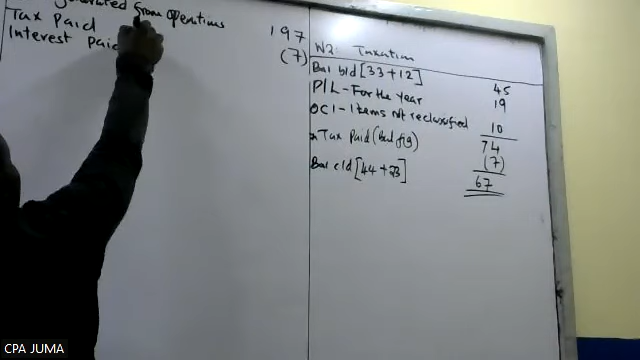 from Operations 197
Tax Paid (7)
Interest Paid
W2: Taxation
Bal b/d [33+12] 45
P/L - For the Year 19
OCI - Items not reclassified 10
74
Tax Paid (bal fig) (7)
Bal c/d [44+23] 67
CPA JUMA